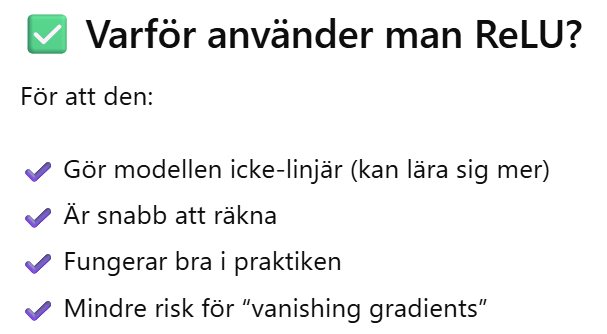 ✅ Varför använder man ReLU?
För att den:
✔ Gör modellen icke-linjär (kan lära sig mer)
✔ Är snabb att räkna
✔ Fungerar bra i praktiken
✔ Mindre risk för “vanishing gradients”